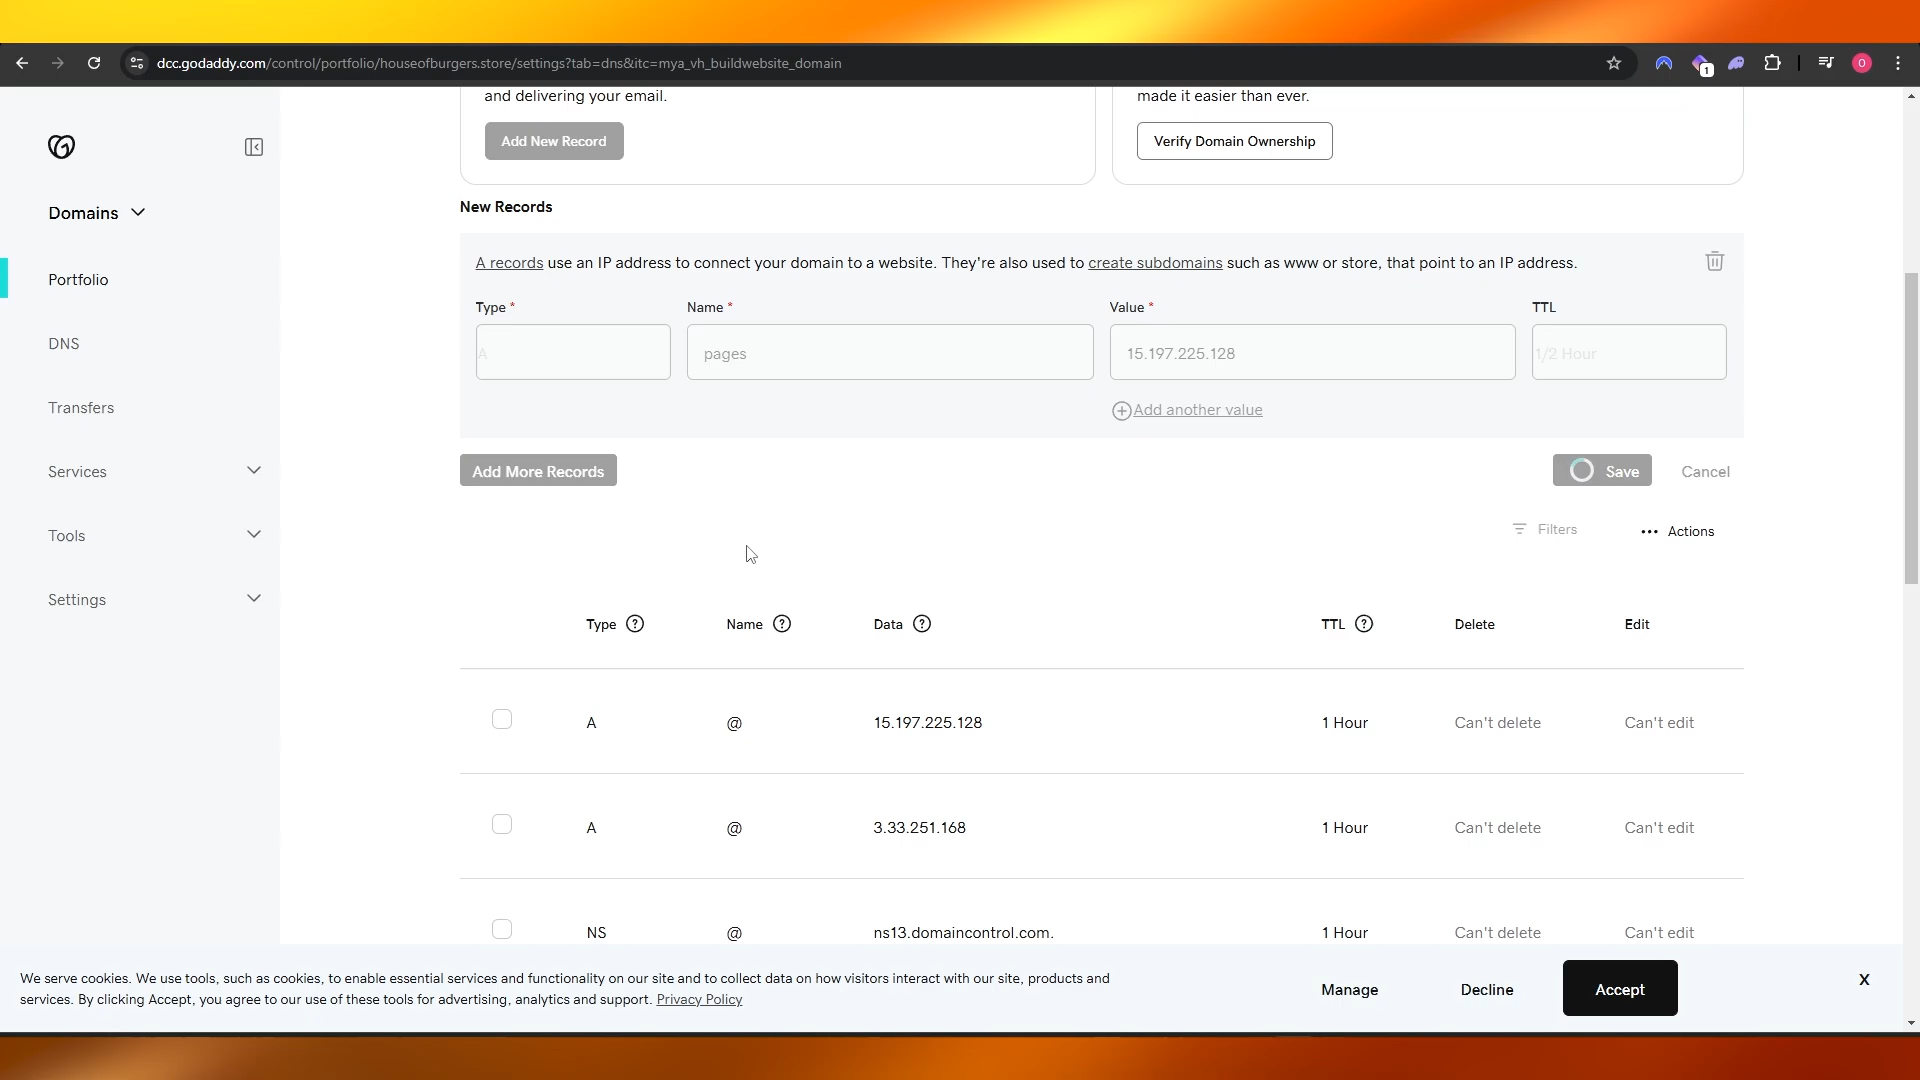 dcc.godaddy.com/control/portfolio/houseofburgers.store/settings?tab=dns&itc=mya_vh_buildwebsite_domain
1
O
and delivering your email.
made it easier than ever.
Add New Record
Verify Domain Ownership
Domains
Portfolio
DNS
Transfers
Services
Tools
Settings
New Records
A records use an IP address to connect your domain to a website. They're also used to create subdomains such as www or store, that point to an IP address.
Type * Name * Value * TTL
A pages 15.197.225.128 1/2 Hour
Add another value
Add More Records Save Cancel
Filters Actions
Type ? Name ? Data ? TTL ? Delete Edit
A @ 15.197.225.128 1 Hour Can't delete Can't edit
A @ 3.33.251.168 1 Hour Can't delete Can't edit
NS @ ns13.domaincontrol.com. 1 Hour Can't delete Can't edit
We serve cookies. We use tools, such as cookies, to enable essential services and functionality on our site and to collect data on how visitors interact with our site, products and
services. By clicking Accept, you agree to our use of these tools for advertising, analytics and support. Privacy Policy
Manage Decline Accept X